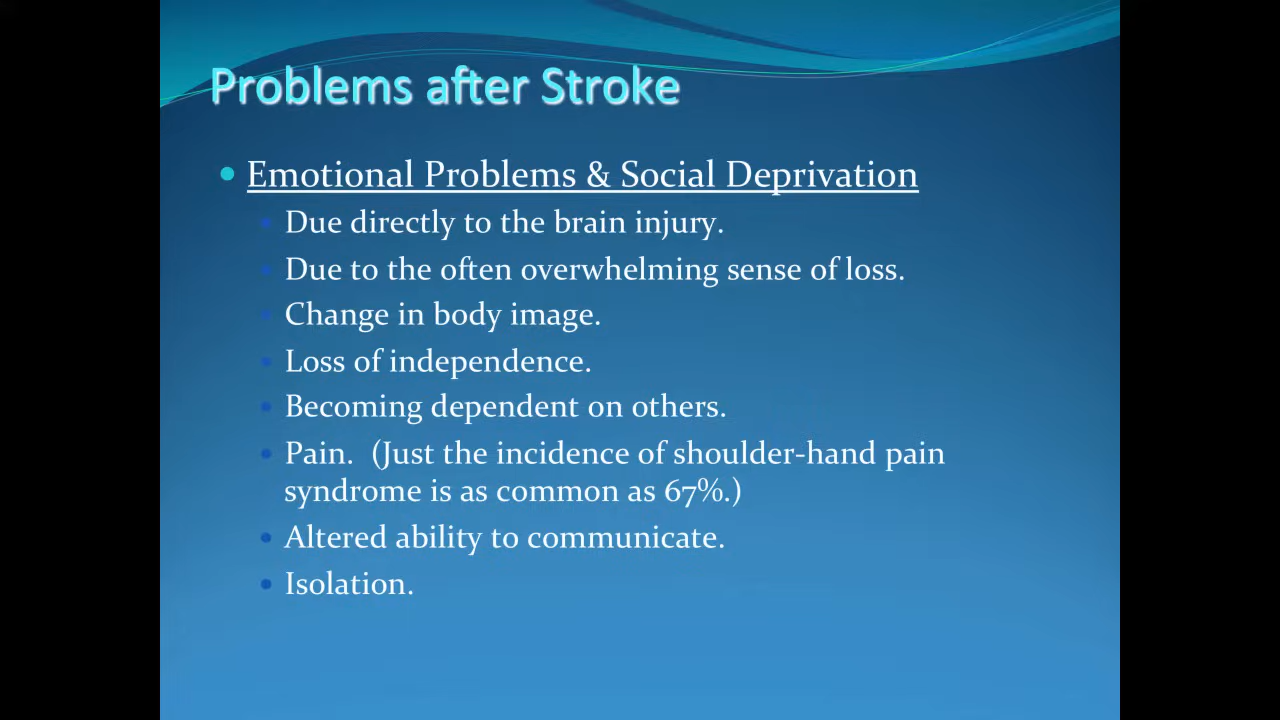 Problems after Stroke
• Emotional Problems & Social Deprivation
• Due directly to the brain injury.
• Due to the often overwhelming sense of loss.
• Change in body image.
• Loss of independence.
• Becoming dependent on others.
• Pain.  (Just the incidence of shoulder-hand pain
syndrome is as common as 67%.)
• Altered ability to communicate.
• Isolation.